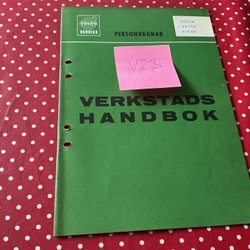 VOLVO
SERVICE
PERSONVAGNAR
V23
VERKSTADS
HANDBOK